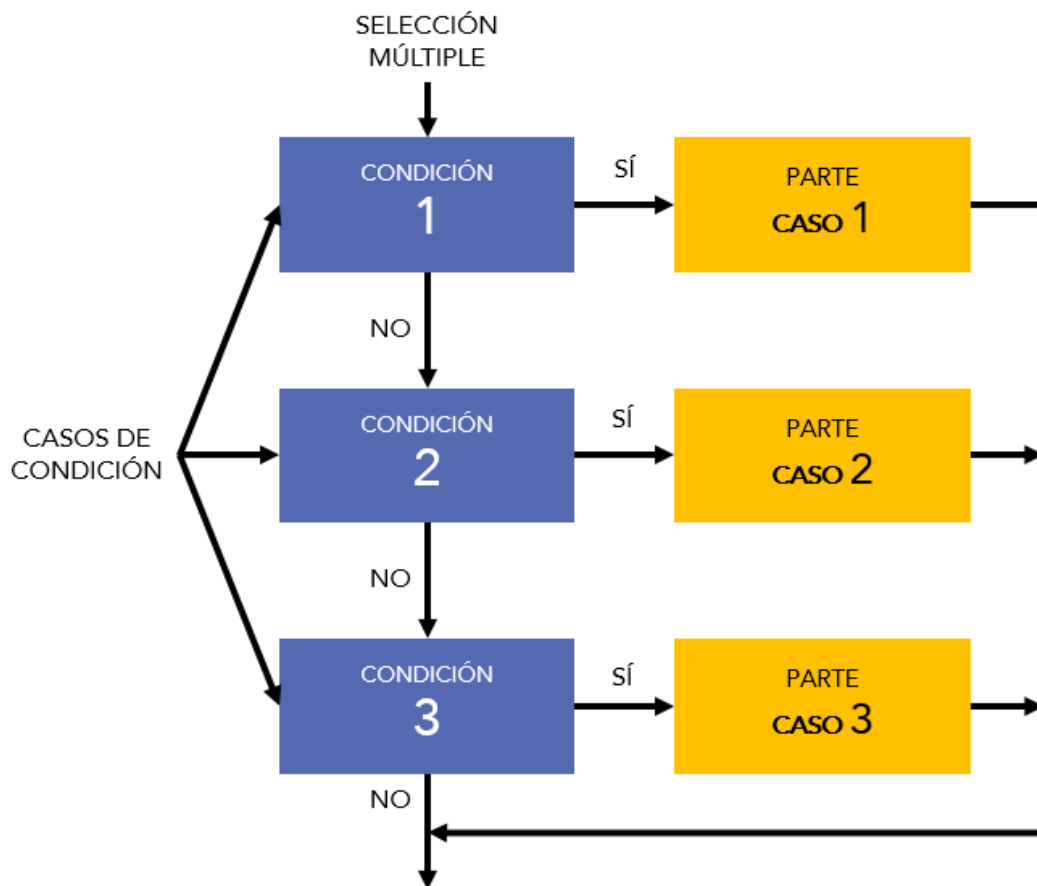 SELECCIÓN
MÚLTIPLE
CONDICIÓN
1
SÍ
PARTE
CASO 1
NO
CASOS DE
CONDICIÓN
CONDICIÓN
2
SÍ
PARTE
CASO 2
NO
CONDICIÓN
3
SÍ
PARTE
CASO 3
NO